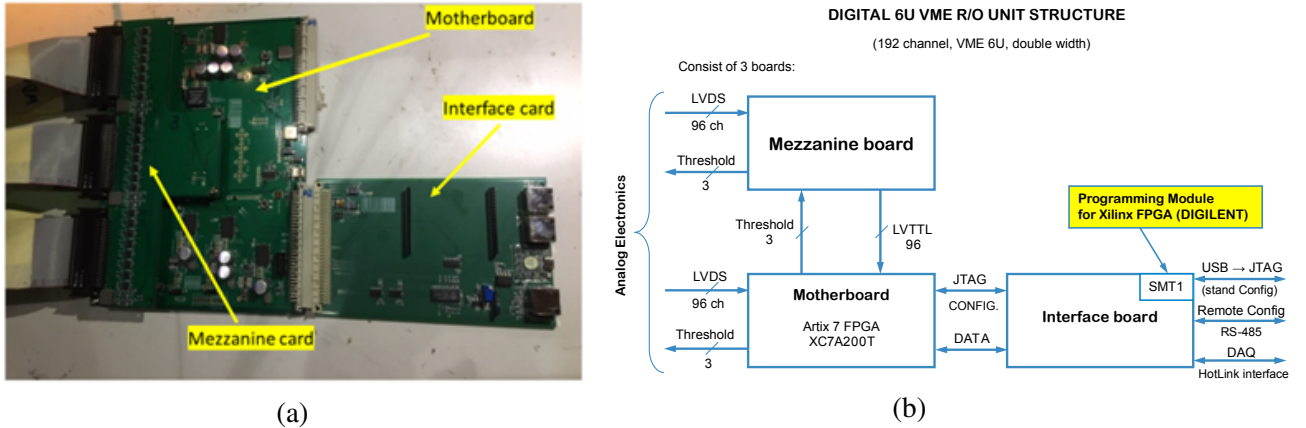 Motherboard
Interface card
Mezzanine card
(a)
DIGITAL 6U VME R/O UNIT STRUCTURE
(192 channel, VME 6U, double width)
Consist of 3 boards:
Analog Electronics
LVDS
96 ch
Threshold
3
Mezzanine board
Threshold
3
LVTTL
96
Programming Module
for Xilinx FPGA (DIGILENT)
LVDS
96 ch
Threshold
3
Motherboard
Artix 7 FPGA
XC7A200T
JTAG
CONFIG.
DATA
SMT1
Interface board
USB → JTAG
(stand Config)
Remote Config
RS-485
DAQ
HotLink interface
(b)